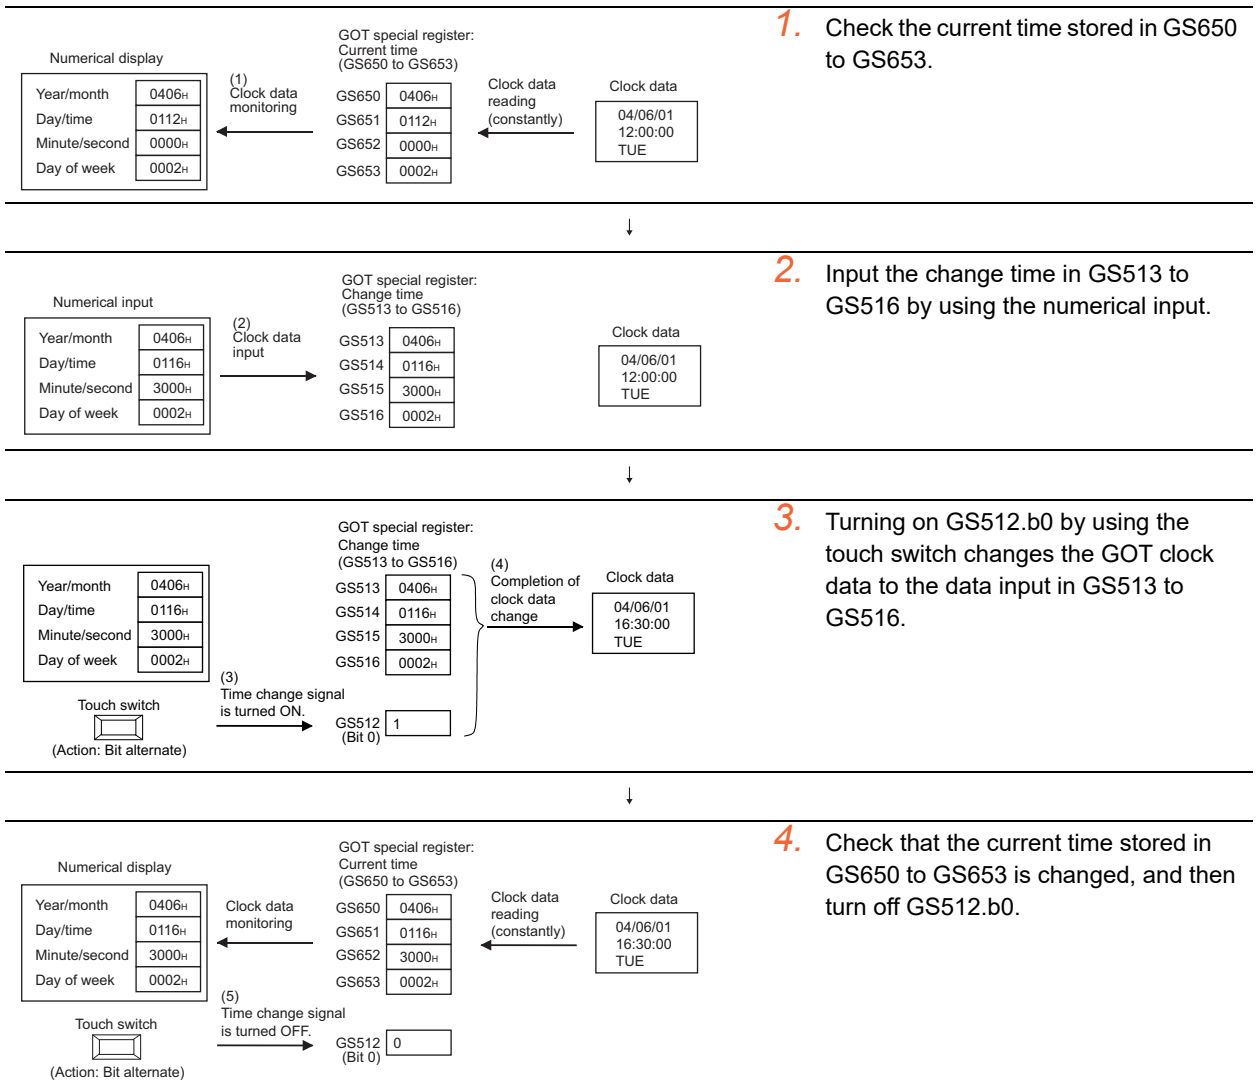 1. Check the current time stored in GS650
to GS653.
Numerical display
Year/month 0406H
Day/time 0112H
Minute/second 0000H
Day of week 0002H
(1)
Clock data
monitoring
GOT special register:
Current time
(GS650 to GS653)
GS650 0406H
GS651 0112H
GS652 0000H
GS653 0002H
Clock data
reading
(constantly)
Clock data
04/06/01
12:00:00
TUE
↓
2. Input the change time in GS513 to
GS516 by using the numerical input.
Numerical input
Year/month 0406H
Day/time 0116H
Minute/second 3000H
Day of week 0002H
(2)
Clock data
input
GOT special register:
Change time
(GS513 to GS516)
GS513 0406H
GS514 0116H
GS515 3000H
GS516 0002H
Clock data
04/06/01
12:00:00
TUE
↓
3. Turning on GS512.b0 by using the
touch switch changes the GOT clock
data to the data input in GS513 to
GS516.
Year/month 0406H
Day/time 0116H
Minute/second 3000H
Day of week 0002H
Touch switch
(Action: Bit alternate)
(3)
Time change signal
is turned ON.
GOT special register:
Change time
(GS513 to GS516)
GS513 0406H
GS514 0116H
GS515 3000H
GS516 0002H
GS512 1
(Bit 0)
(4)
Completion of
clock data
change
Clock data
04/06/01
16:30:00
TUE
↓
4. Check that the current time stored in
GS650 to GS653 is changed, and then
turn off GS512.b0.
Numerical display
Year/month 0406H
Day/time 0116H
Minute/second 3000H
Day of week 0002H
Touch switch
(Action: Bit alternate)
Clock data
monitoring
(5)
Time change signal
is turned OFF.
GOT special register:
Current time
(GS650 to GS653)
GS650 0406H
GS651 0116H
GS652 3000H
GS653 0002H
GS512 0
(Bit 0)
Clock data
reading
(constantly)
Clock data
04/06/01
16:30:00
TUE